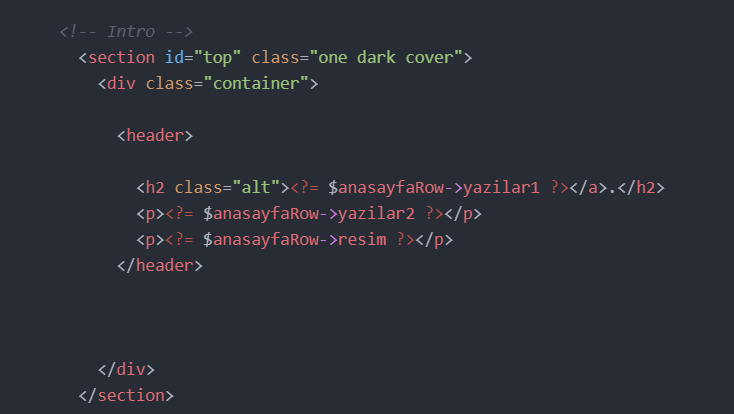 <!-- Intro -->
<section id="top" class="one dark cover">
<div class="container">
<header>
<h2 class="alt"><?= $anasayfaRow->yazilar1 ?></a>.</h2>
<p><?= $anasayfaRow->yazilar2 ?></p>
<p><?= $anasayfaRow->resim ?></p>
</header>
</div>
</section>